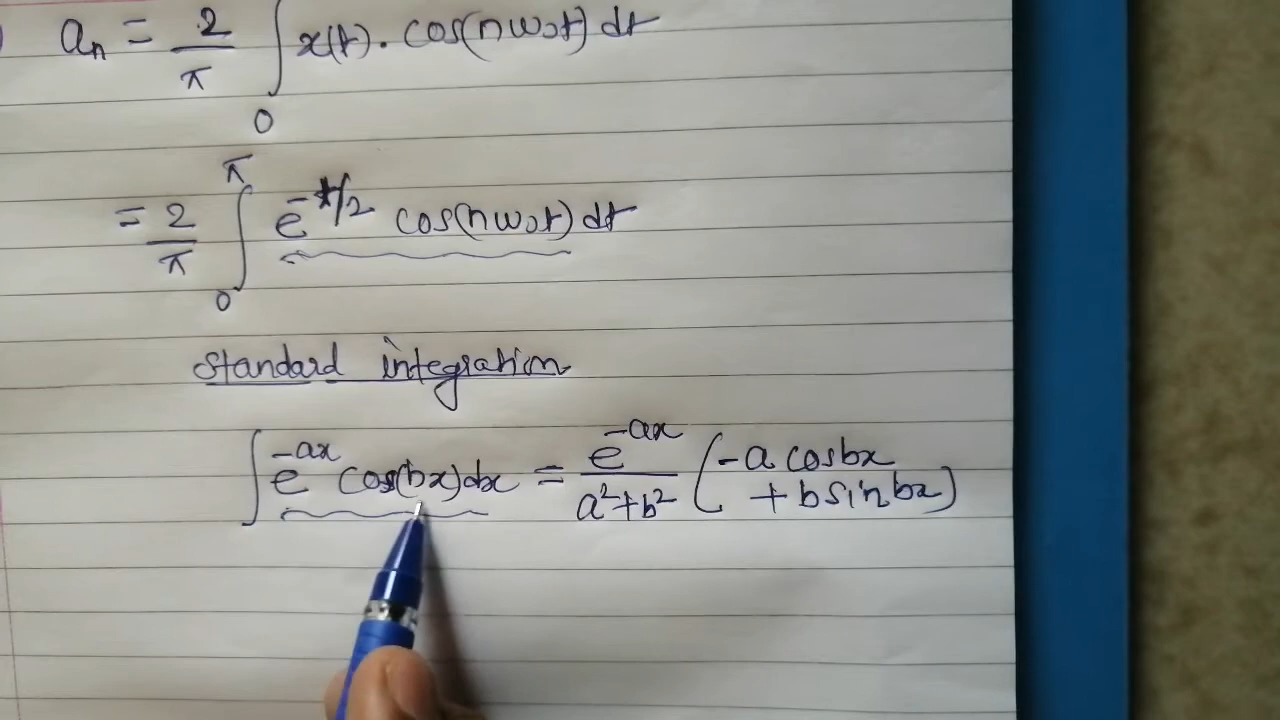 aₙ = 2/π ∫₀ x(t). cos(nω₀t) dt
= 2/π ∫₀^π e^(-t/2) cos(nω₀t) dt
Standard integration
∫ e^(-ax) cos(bx) dx = e^(-ax)/(a²+b²) (-a cosbx
+ b sin bx)